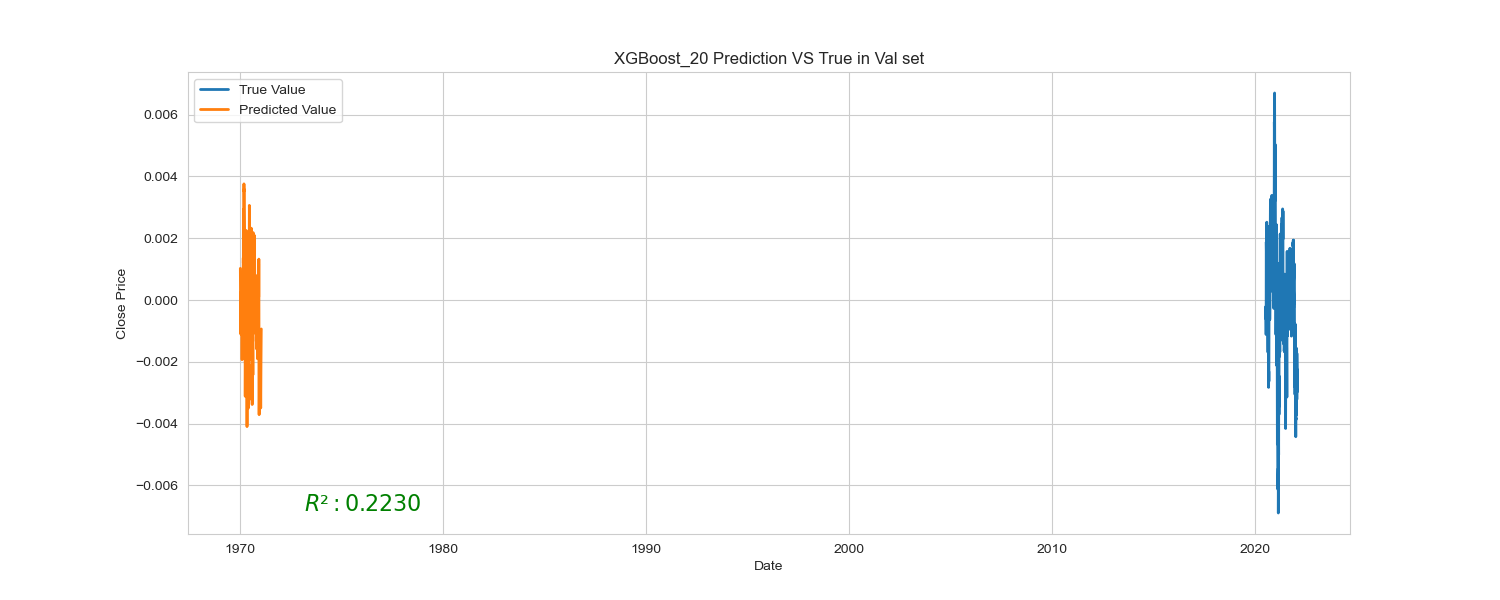 XGBoost_20 Prediction VS True in Val set
True Value
Predicted Value
0.006
0.004
0.002
0.000
−0.002
−0.004
−0.006
Close Price
R² : 0.2230
1970 1980 1990 2000 2010 2020
Date